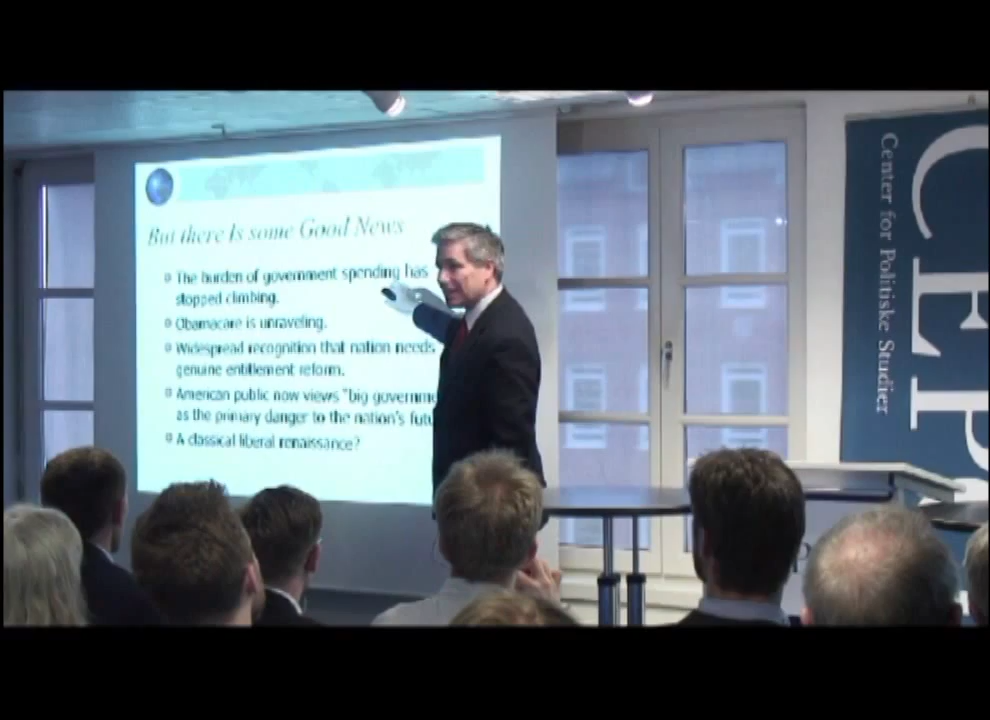 But there Is some Good News
The burden of government spending has
stopped climbing.
Obamacare is unraveling.
Widespread recognition that nation needs
genuine entitlement reform.
American public now views "big governme
as the primary danger to the nation's futu
A classical liberal renaissance?
CEP
Center for Politiske Studier